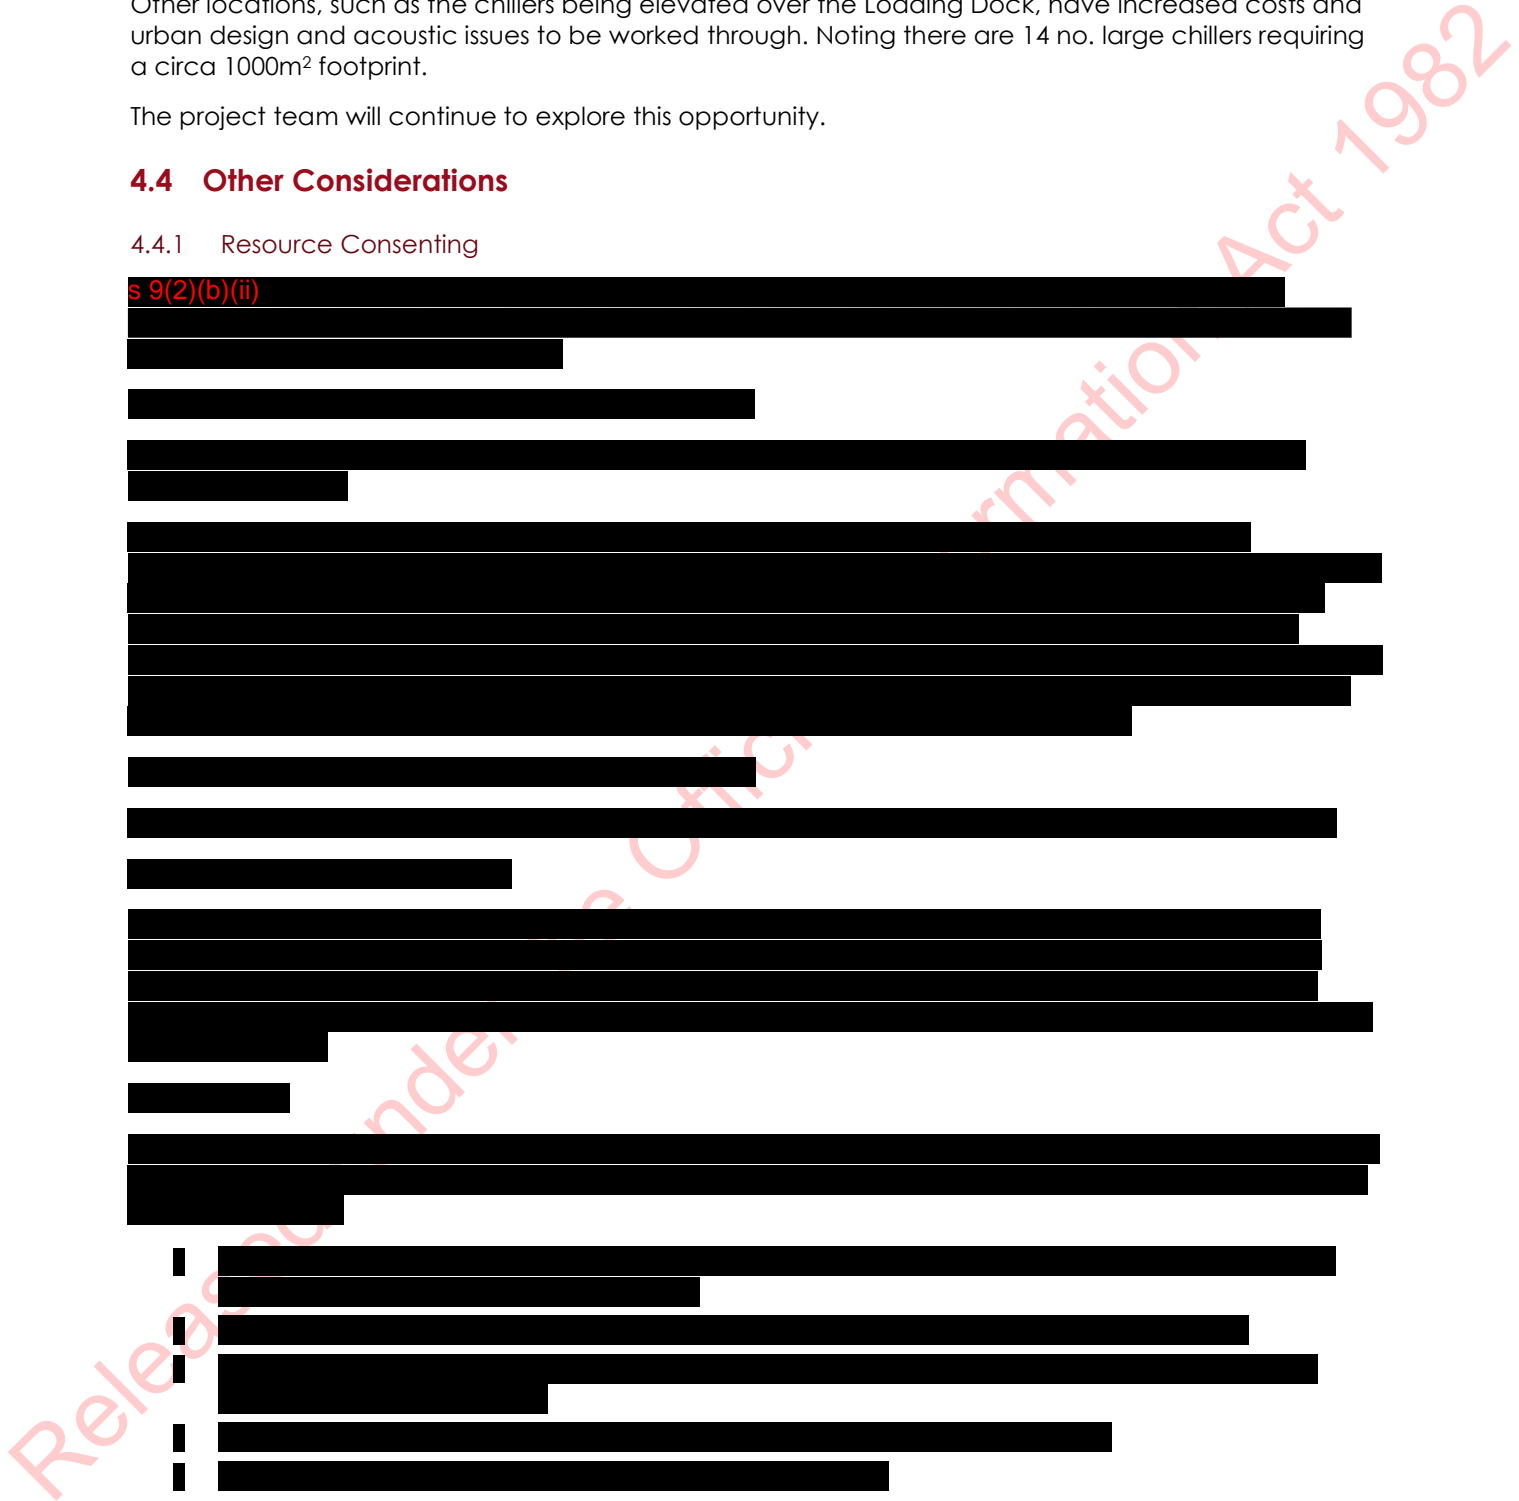 Other locations, such as the chillers being elevated over the Loading Dock, have increased costs and
urban design and acoustic issues to be worked through. Noting there are 14 no. large chillers requiring
a circa 1000m² footprint.
The project team will continue to explore this opportunity.
4.4 Other Considerations
4.4.1 Resource Consenting
s 9(2)(b)(ii)
Released under the Official Information Act 1982